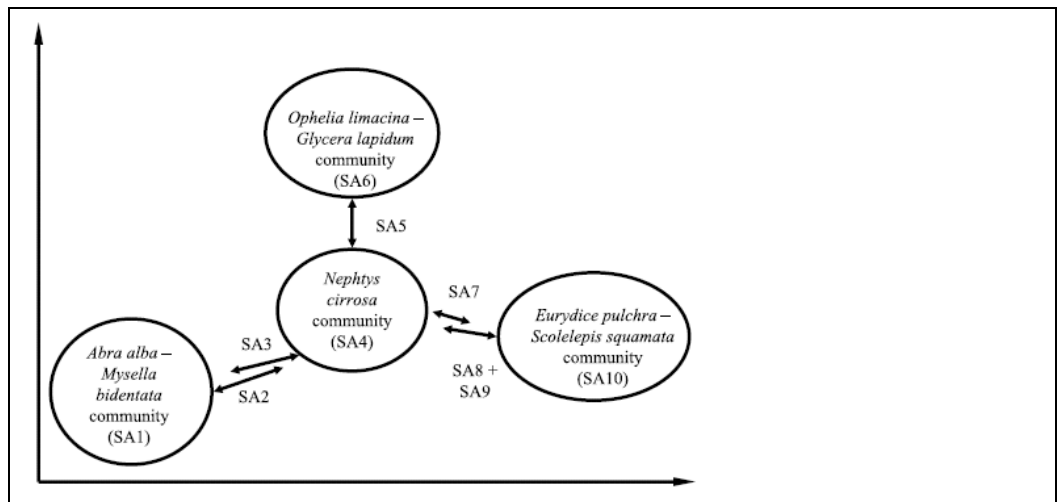 Ophelia limacina –
Glycera lapidum
community
(SA6)
SA5
Nephtys
cirrosa
community
(SA4)
SA7
Eurydice pulchra –
Scolelepis squamata
community
(SA10)
SA8 +
SA9
SA3
SA2
Abra alba –
Mysella
bidentata
community
(SA1)